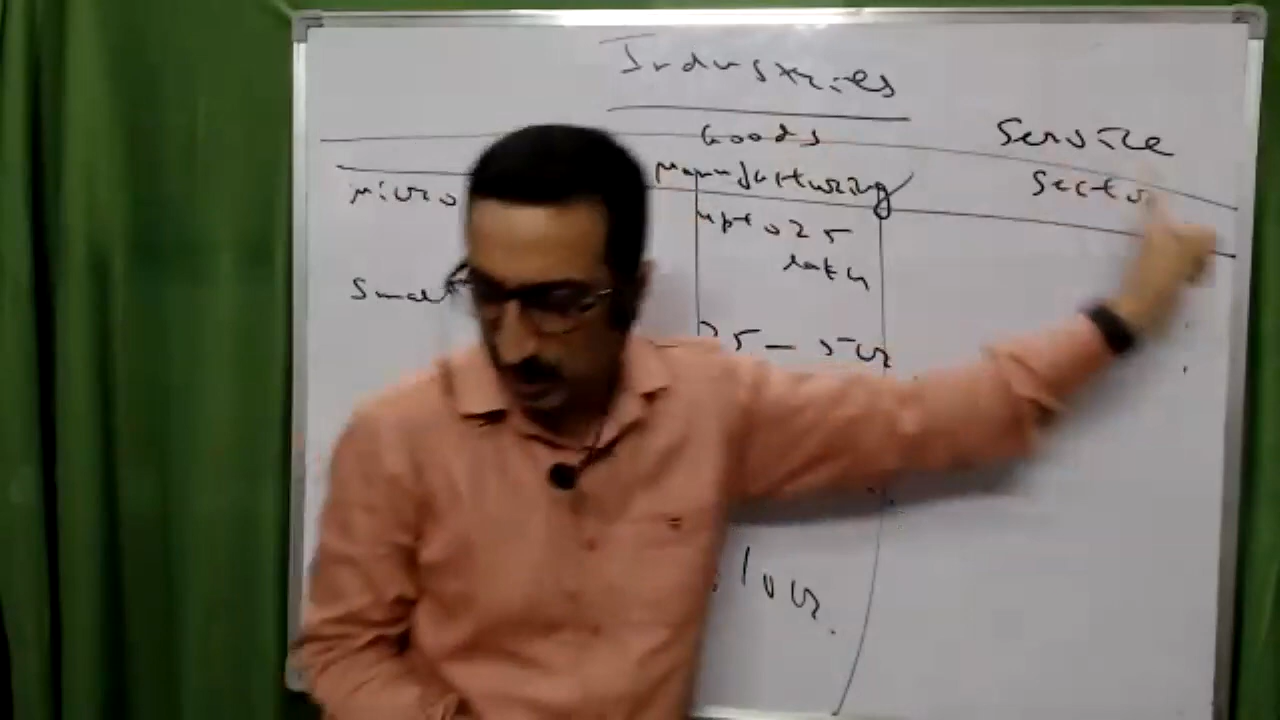 Industries
Goods Service
Manufacturing Sector
Micro upto 25
lakh
Small 25 - 5 cr
10 cr.